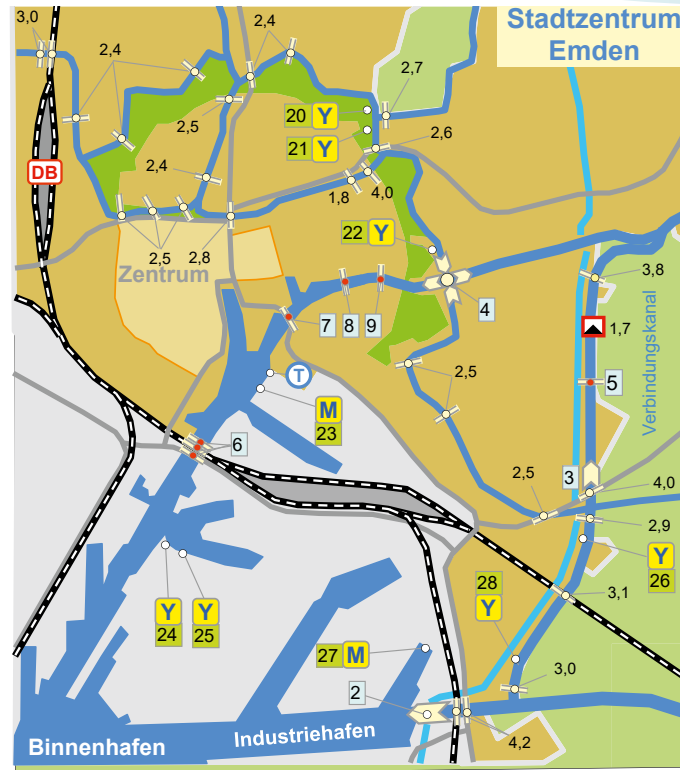 Stadtzentrum
Emden
3,0
2,4
2,4
2,7
20 Y
2,5
21 Y
2,6
DB
2,4
1,8
4,0
22 Y
2,5
2,8
Zentrum
3,8
4
7
8
9
1,7
Verbindungskanal
T
2,5
5
M
23
6
3
2,5
4,0
2,9
Y
26
28
Y
Y
24
Y
25
3,1
27 M
3,0
2
Industriehafen
4,2
Binnenhafen